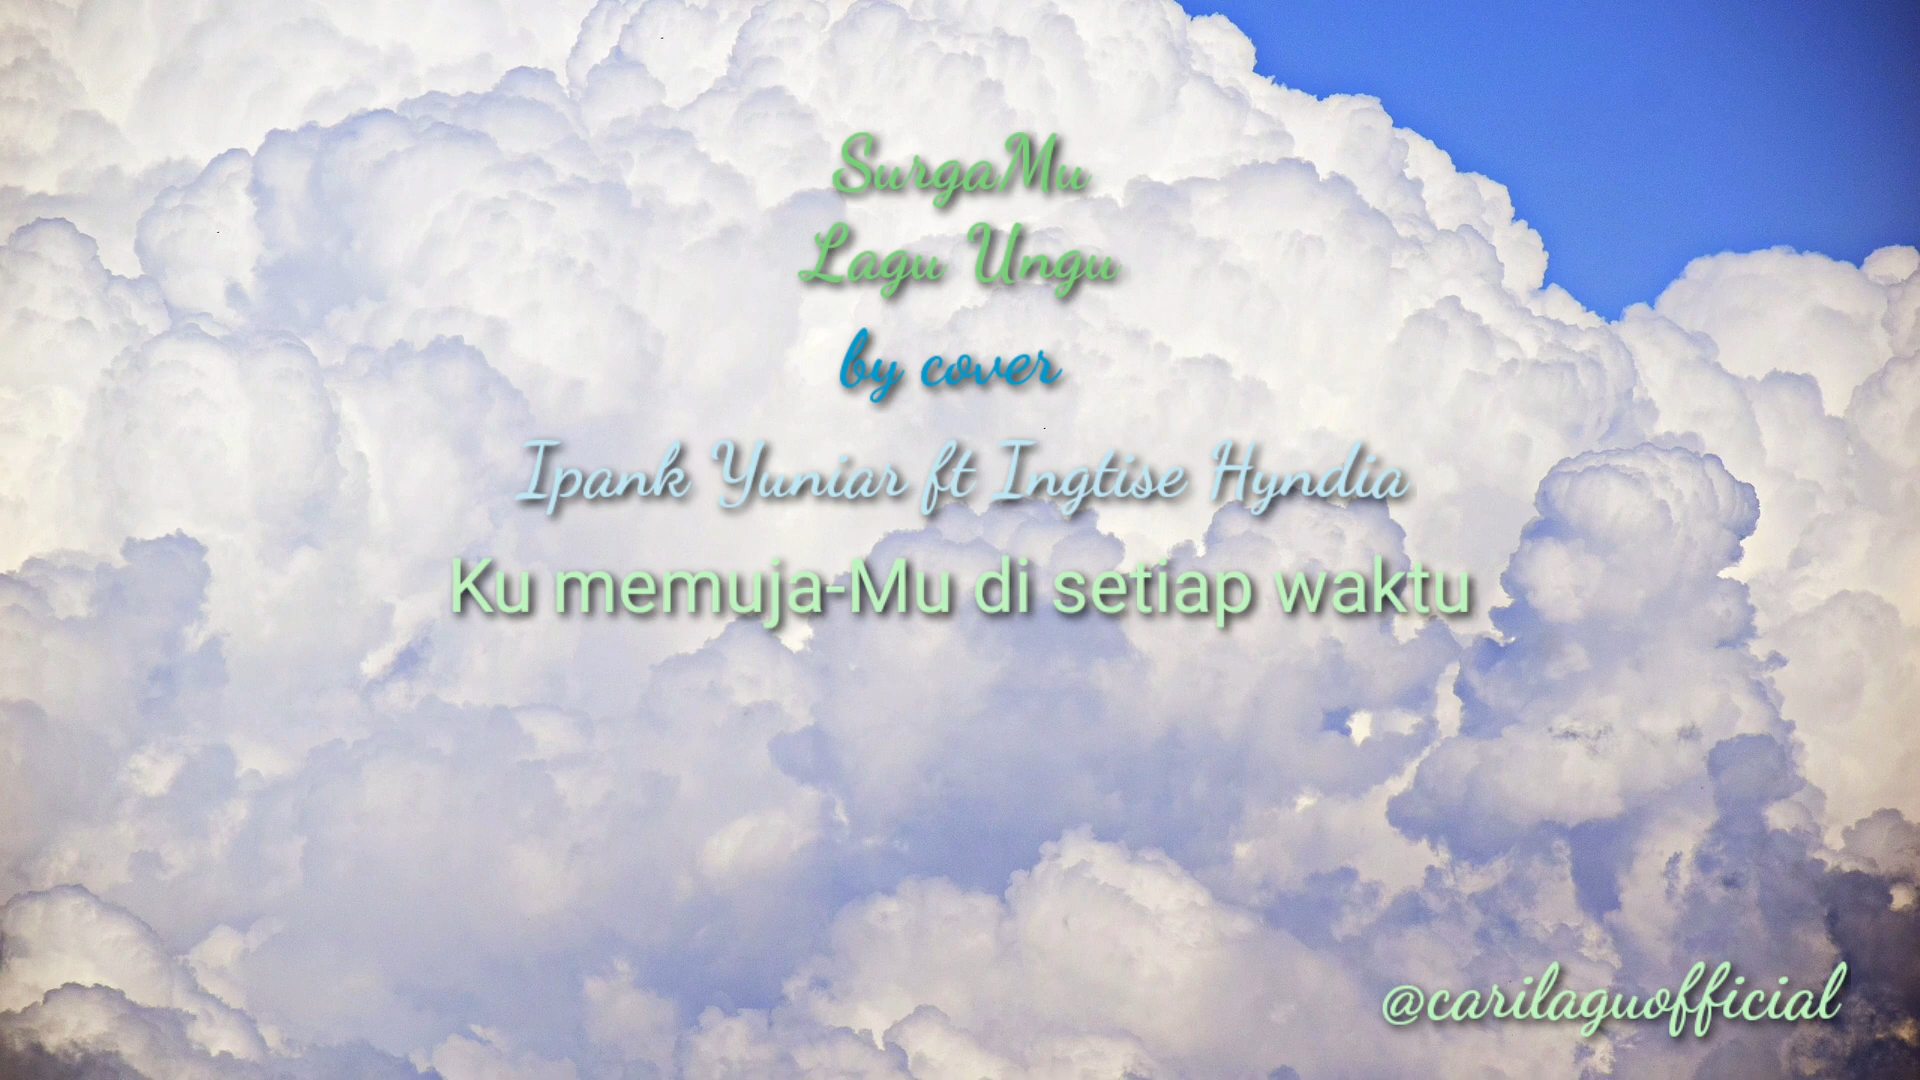 SurgaMu
Lagu Ungu
by cover
Ipank Yuniar ft Ingtise Hyndia
Ku memuja-Mu di setiap waktu
@carilaguofficial